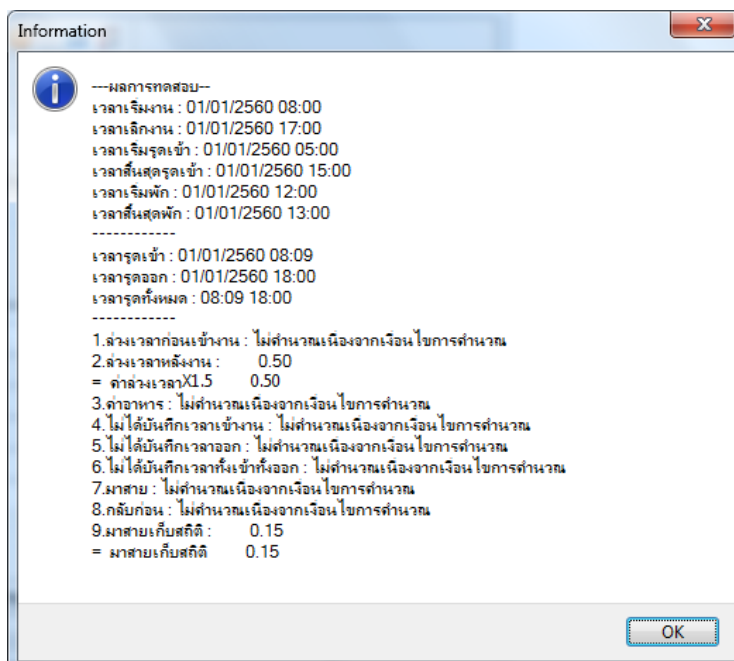 Information
---ผลการทดสอบ--
เวลาเริ่มงาน : 01/01/2560 08:00
เวลาเลิกงาน : 01/01/2560 17:00
เวลาเริ่มรูดเข้า : 01/01/2560 05:00
เวลาสิ้นสุดรูดเข้า : 01/01/2560 15:00
เวลาเริ่มพัก : 01/01/2560 12:00
เวลาสิ้นสุดพัก : 01/01/2560 13:00
------------
เวลารูดเข้า : 01/01/2560 08:09
เวลารูดออก : 01/01/2560 18:00
เวลารูดทั้งหมด : 08:09 18:00
------------
1.ล่วงเวลาก่อนเข้างาน : ไม่คำนวณเนื่องจากเงื่อนไขการคำนวณ
2.ล่วงเวลาหลังงาน : 0.50
= ค่าล่วงเวลาX1.5 0.50
3.ค่าอาหาร : ไม่คำนวณเนื่องจากเงื่อนไขการคำนวณ
4.ไม่ได้บันทึกเวลาเข้างาน : ไม่คำนวณเนื่องจากเงื่อนไขการคำนวณ
5.ไม่ได้บันทึกเวลาออก : ไม่คำนวณเนื่องจากเงื่อนไขการคำนวณ
6.ไม่ได้บันทึกเวลาทั้งเข้าทั้งออก : ไม่คำนวณเนื่องจากเงื่อนไขการคำนวณ
7.มาสาย : ไม่คำนวณเนื่องจากเงื่อนไขการคำนวณ
8.กลับก่อน : ไม่คำนวณเนื่องจากเงื่อนไขการคำนวณ
9.มาสายเก็บสถิติ : 0.15
= มาสายเก็บสถิติ 0.15
OK